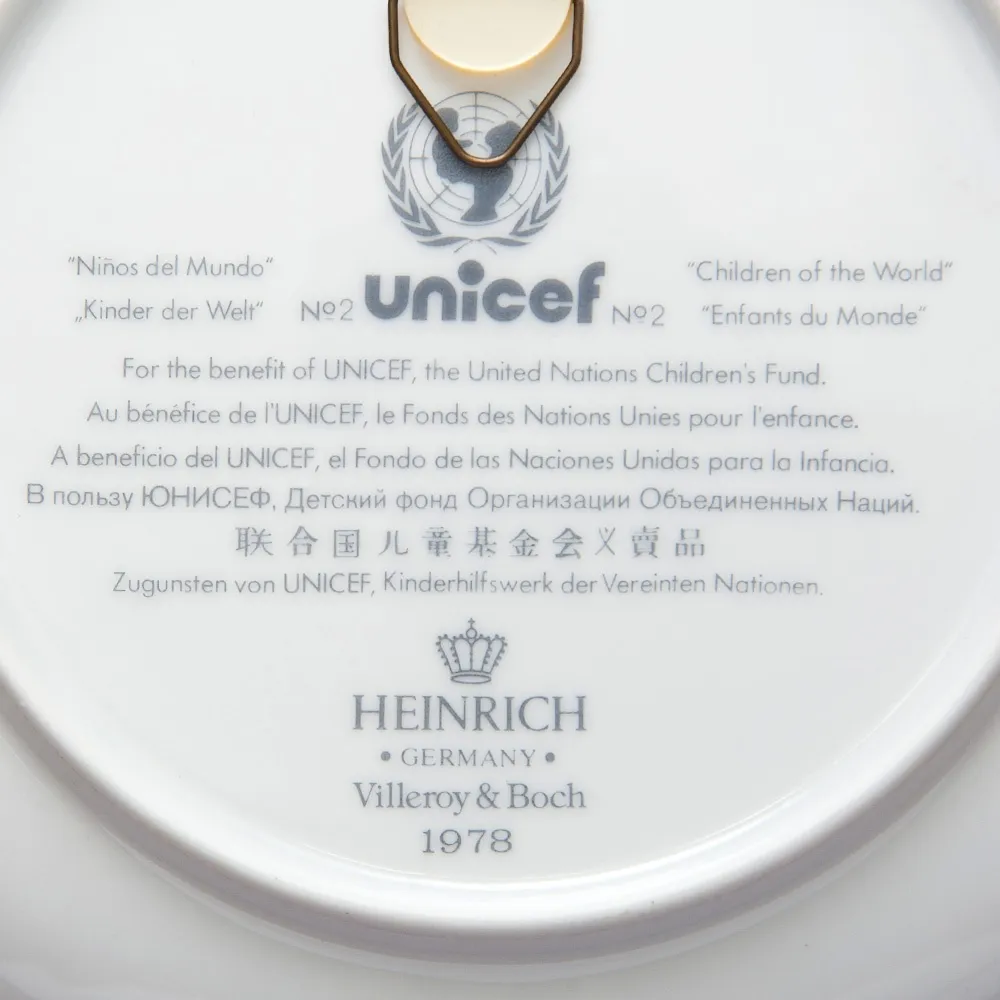 "Niños del Mundo" "Children of the World"
„Kinder der Welt" Nº2 unicef Nº2 "Enfants du Monde"
For the benefit of UNICEF, the United Nations Children's Fund.
Au bénéfice de l'UNICEF, le Fonds des Nations Unies pour l'enfance.
A beneficio del UNICEF, el Fondo de las Naciones Unidas para la Infancia.
В пользу ЮНИСЕФ, Детский фонд Организации Объединенных Наций.
联合国儿童基金会义賣品
Zugunsten von UNICEF, Kinderhilfswerk der Vereinten Nationen.
HEINRICH
• GERMANY •
Villeroy & Boch
1978